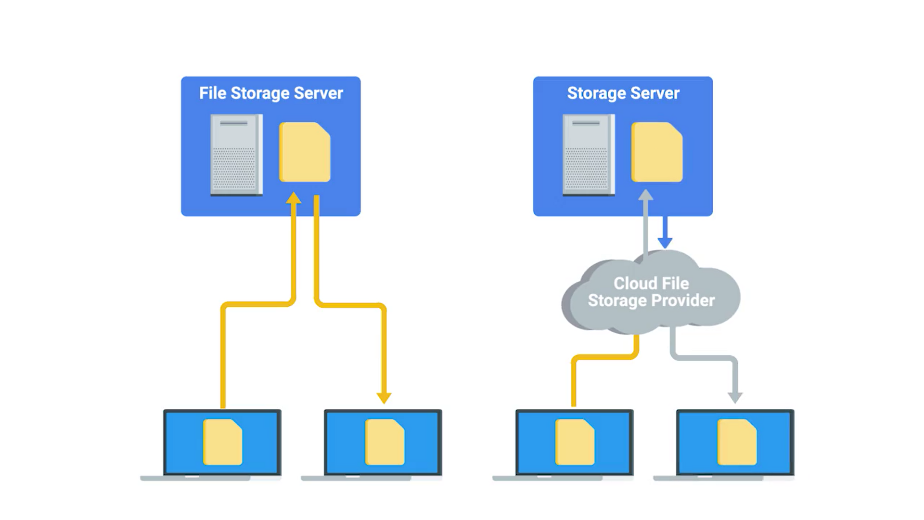 File Storage Server
Storage Server
Cloud File
Storage Provider